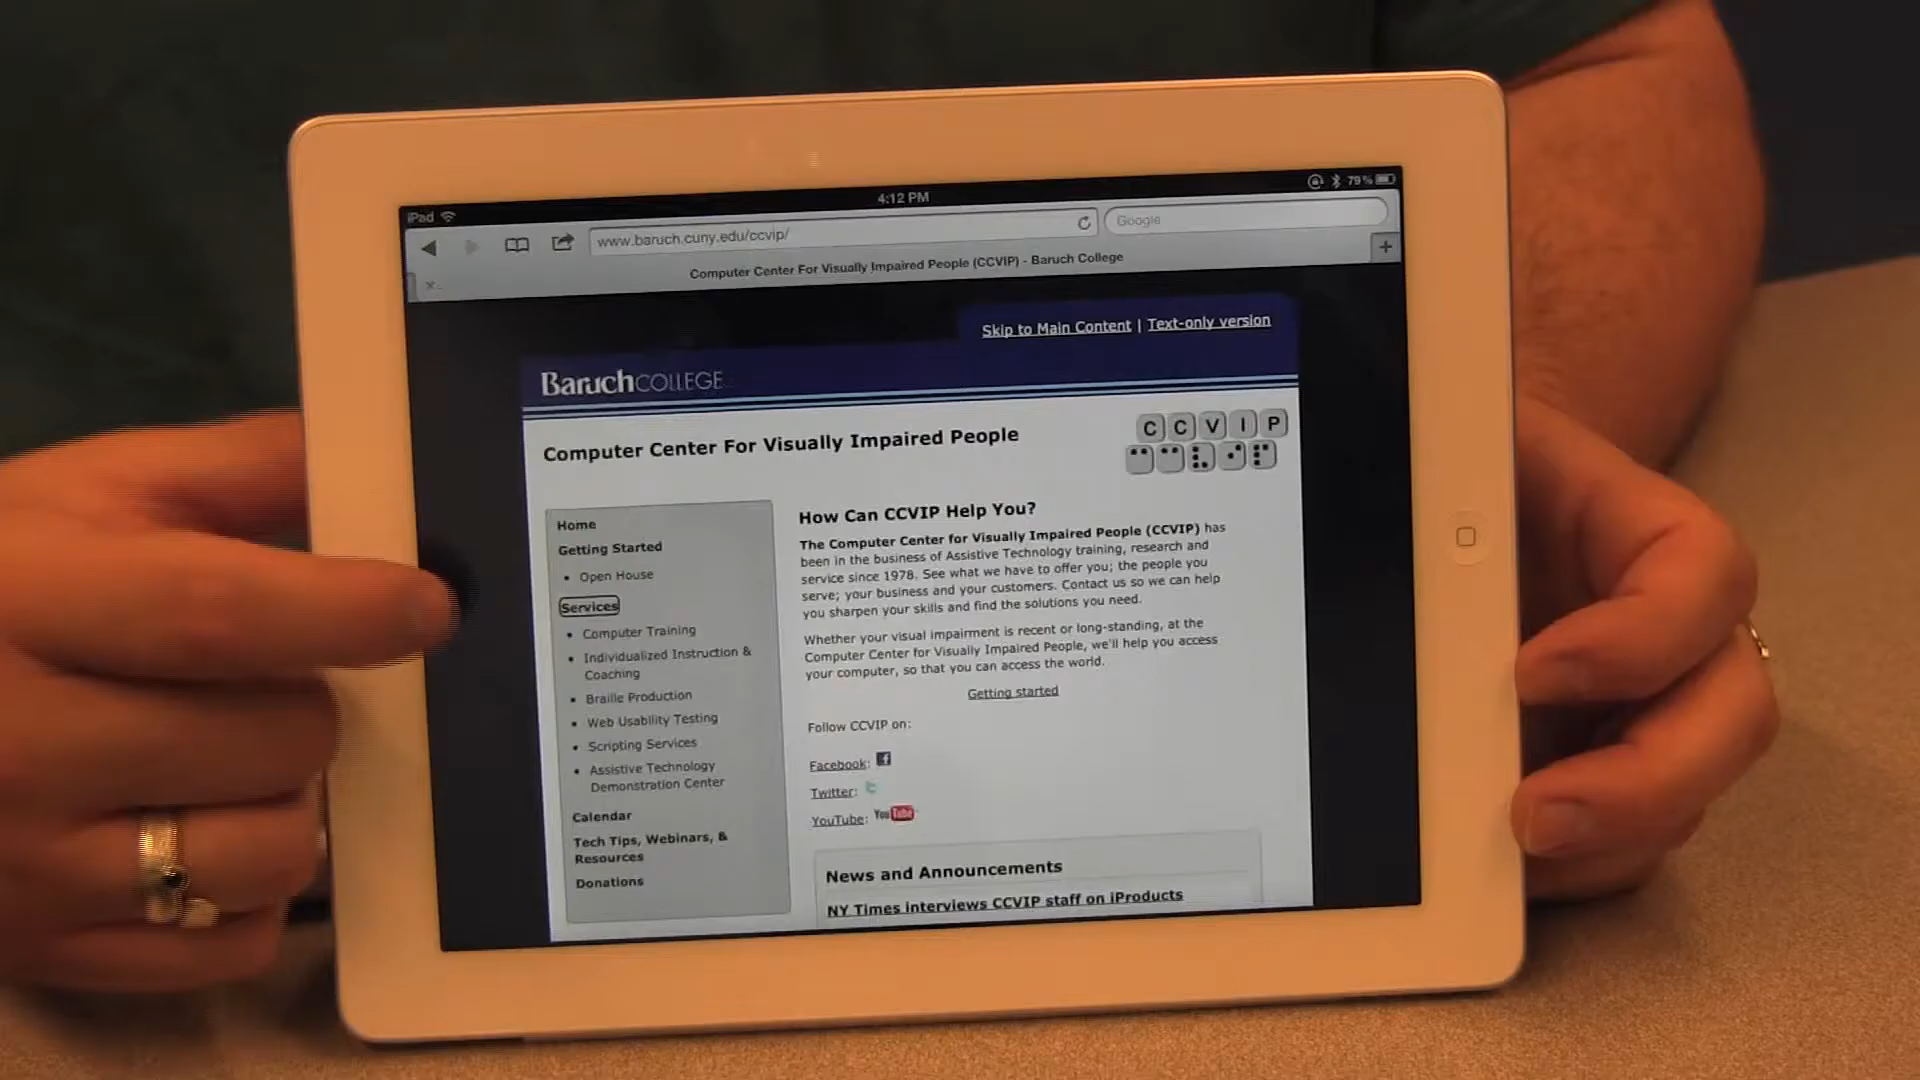 iPad
4:12 PM
79%
www.baruch.cuny.edu/ccvip/
Google
Computer Center For Visually Impaired People (CCVIP) - Baruch College
Skip to Main Content | Text-only version
BaruchCOLLEGE
Computer Center For Visually Impaired People
C C V I P
Home
Getting Started
Open House
Services
Computer Training
Individualized Instruction &
Coaching
Braille Production
Web Usability Testing
Scripting Services
Assistive Technology
Demonstration Center
Calendar
Tech Tips, Webinars, &
Resources
Donations
How Can CCVIP Help You?
The Computer Center for Visually Impaired People (CCVIP) has
been in the business of Assistive Technology training, research and
service since 1978. See what we have to offer you; the people you
serve; your business and your customers. Contact us so we can help
you sharpen your skills and find the solutions you need.
Whether your visual impairment is recent or long-standing, at the
Computer Center for Visually Impaired People, we'll help you access
your computer, so that you can access the world.
Getting started
Follow CCVIP on:
Facebook: f
Twitter: t
YouTube: YouTube
News and Announcements
NY Times interviews CCVIP staff on iProducts